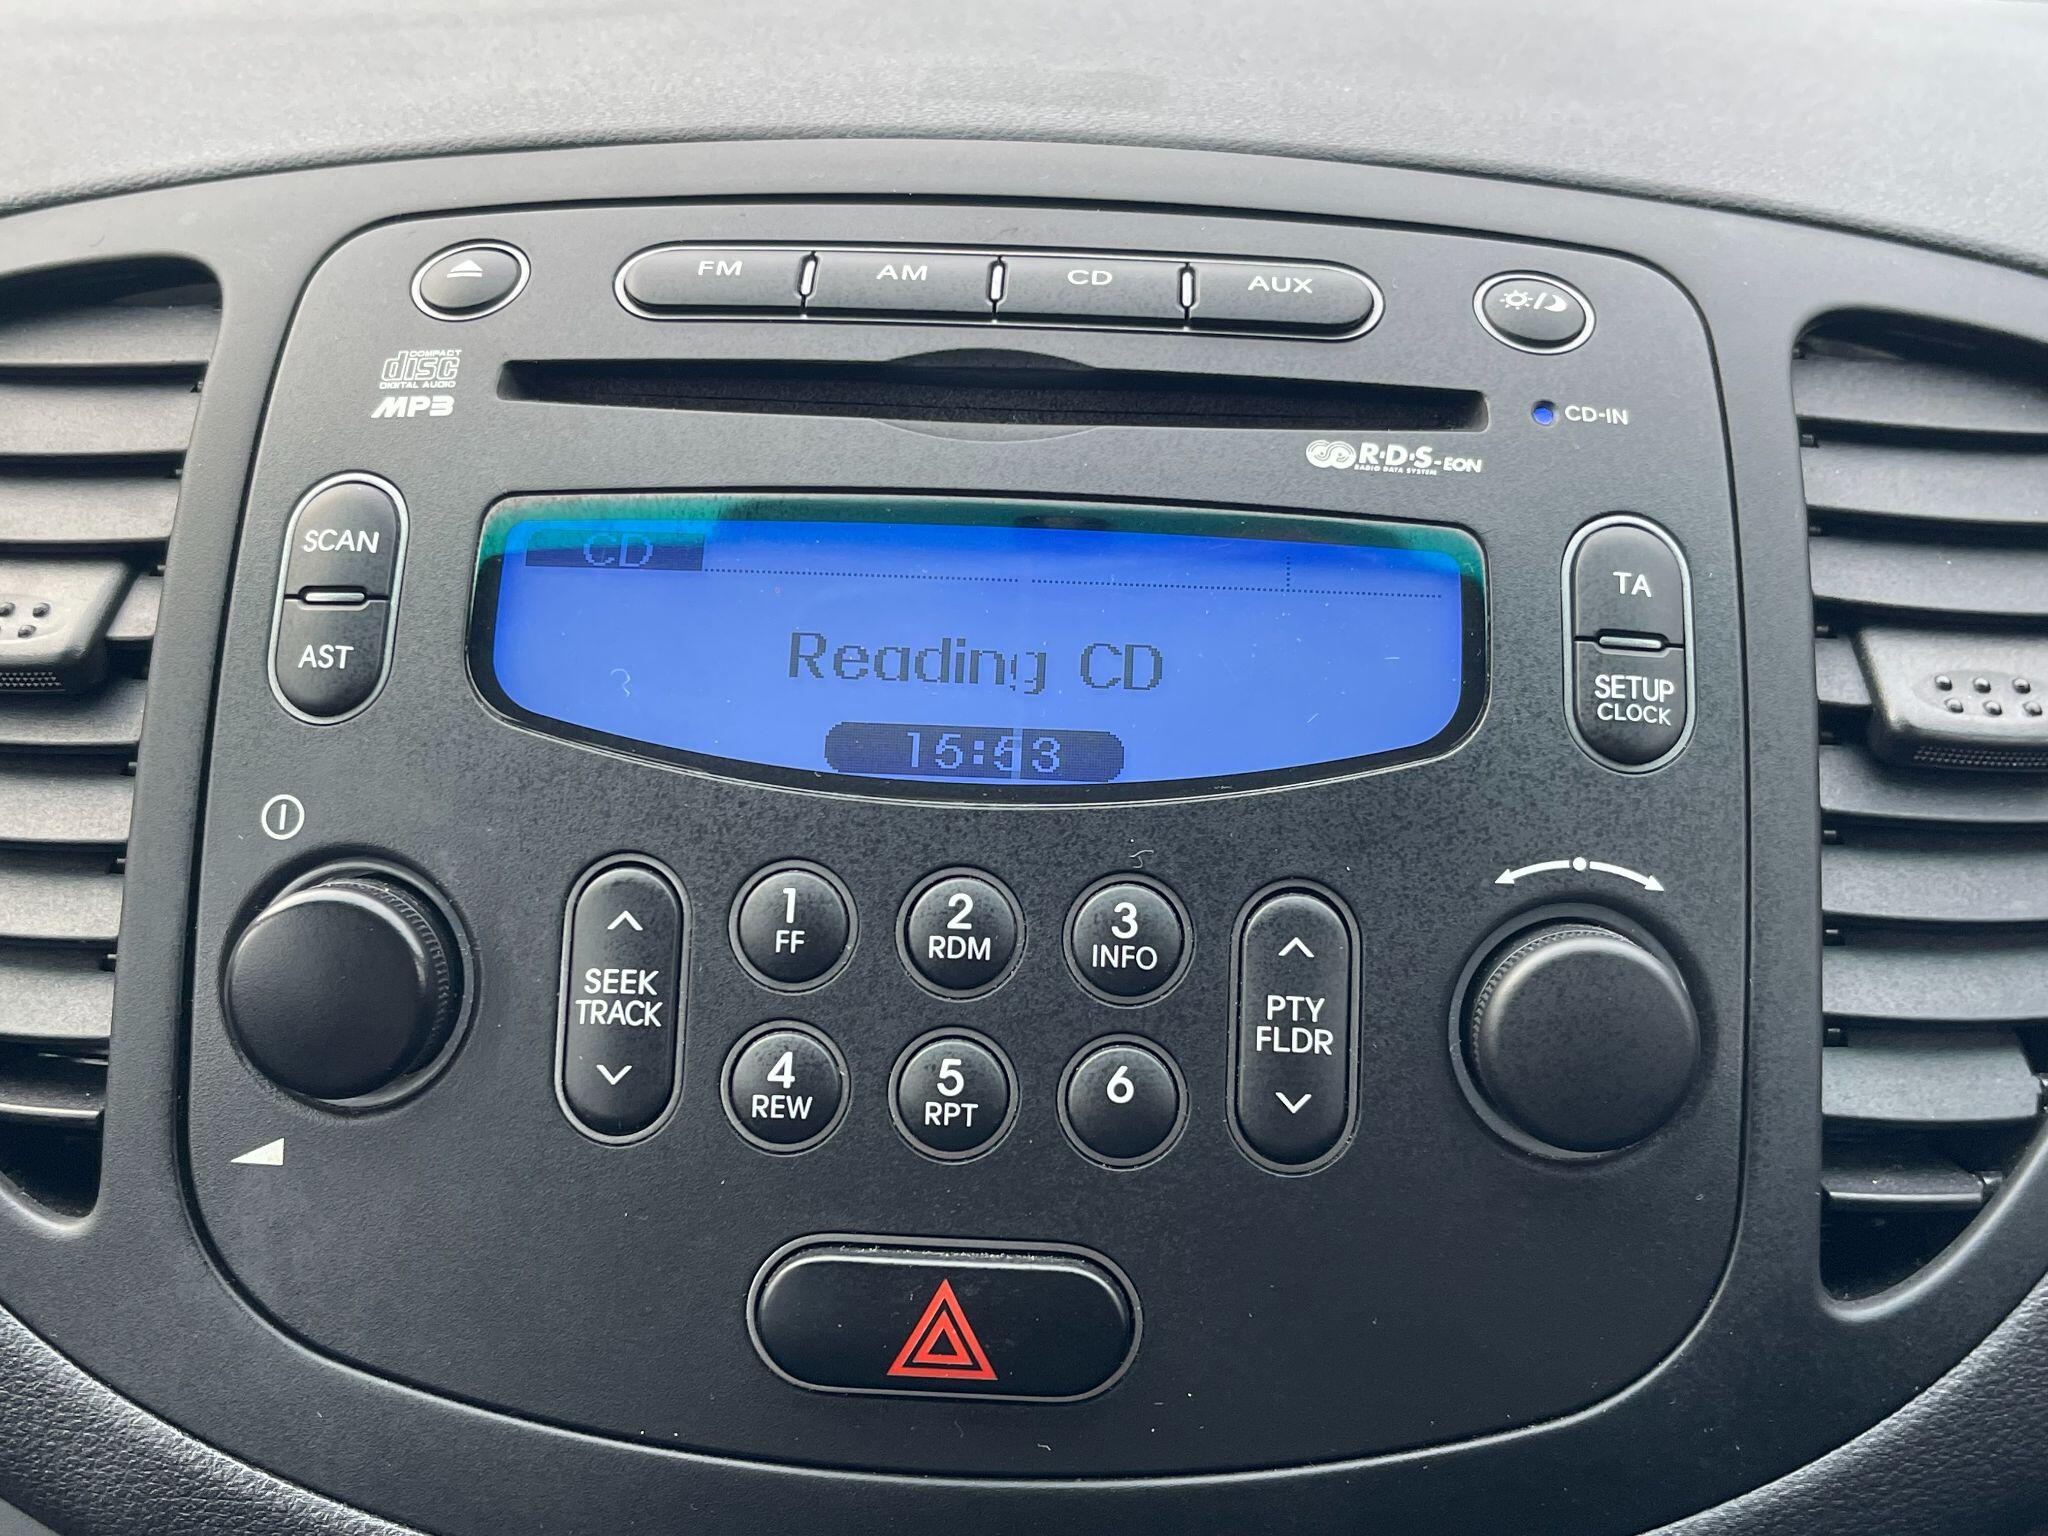 FM AM CD AUX
COMPACT
disc
DIGITAL AUDIO
MP3
CD-IN
R·D·S-EON
RADIO DATA SYSTEM
SCAN
AST
CD
Reading CD
TA
SETUP
CLOCK
SEEK
TRACK
1
FF
2
RDM
3
INFO
4
REW
5
RPT
6
PTY
FLDR